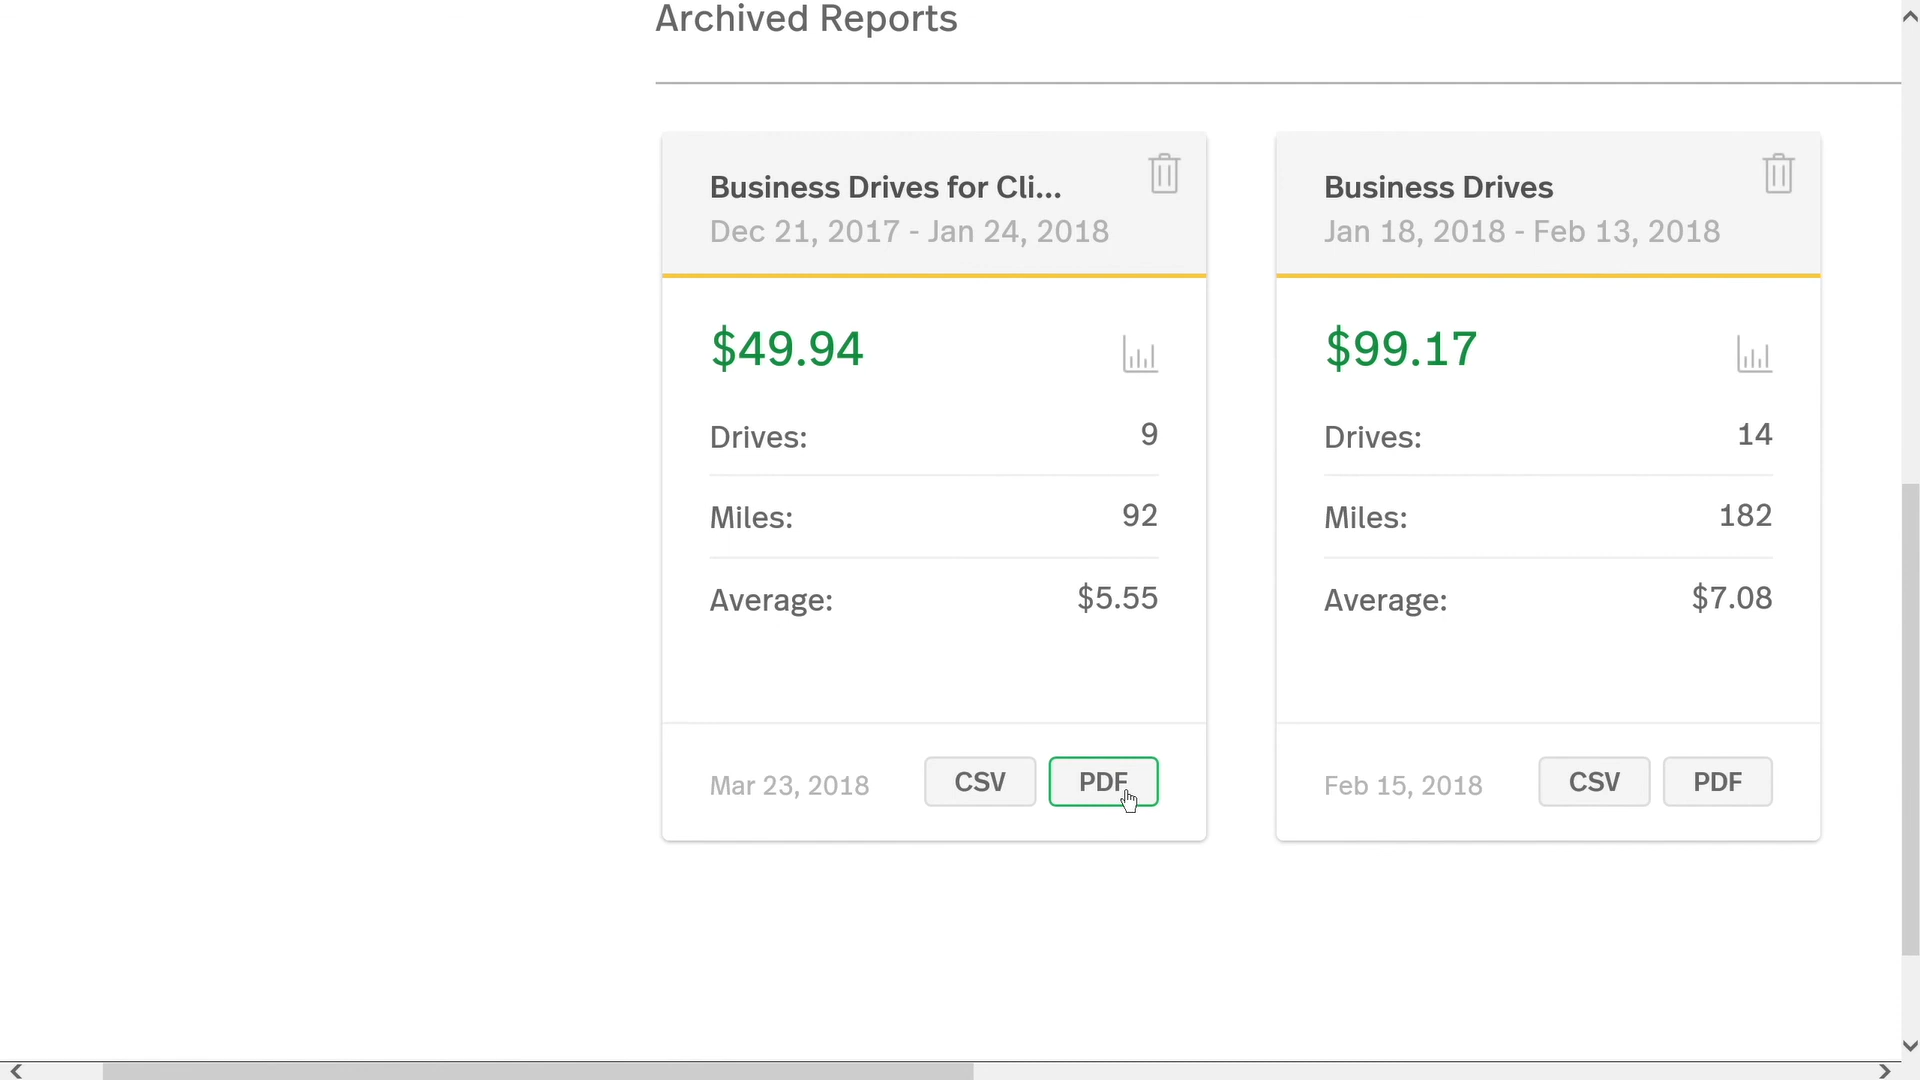 Archived Reports
Business Drives for Cli...
Dec 21, 2017 - Jan 24, 2018
$49.94
Drives: 9
Miles: 92
Average: $5.55
Mar 23, 2018 CSV PDF
Business Drives
Jan 18, 2018 - Feb 13, 2018
$99.17
Drives: 14
Miles: 182
Average: $7.08
Feb 15, 2018 CSV PDF